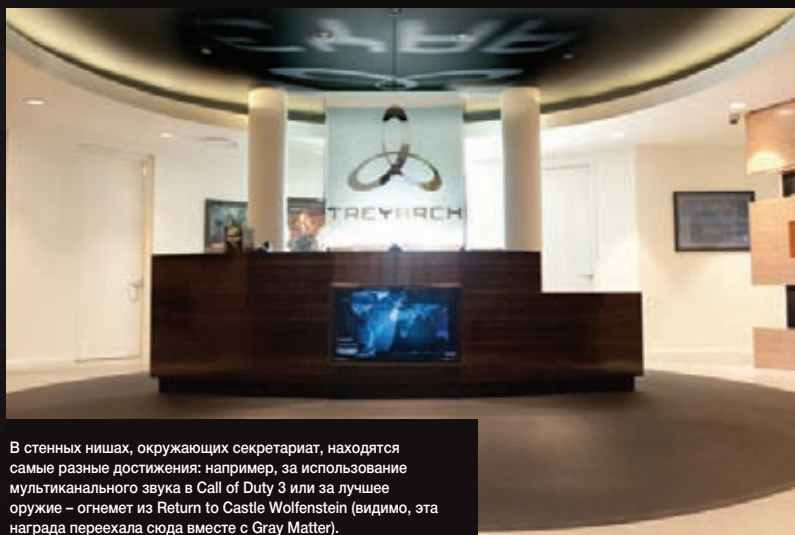 TREYARCH
В стенных нишах, окружающих секретариат, находятся
самые разные достижения: например, за использование
мультиканального звука в Call of Duty 3 или за лучшее
оружие – огнемет из Return to Castle Wolfenstein (видимо, эта
награда переехала сюда вместе с Gray Matter).